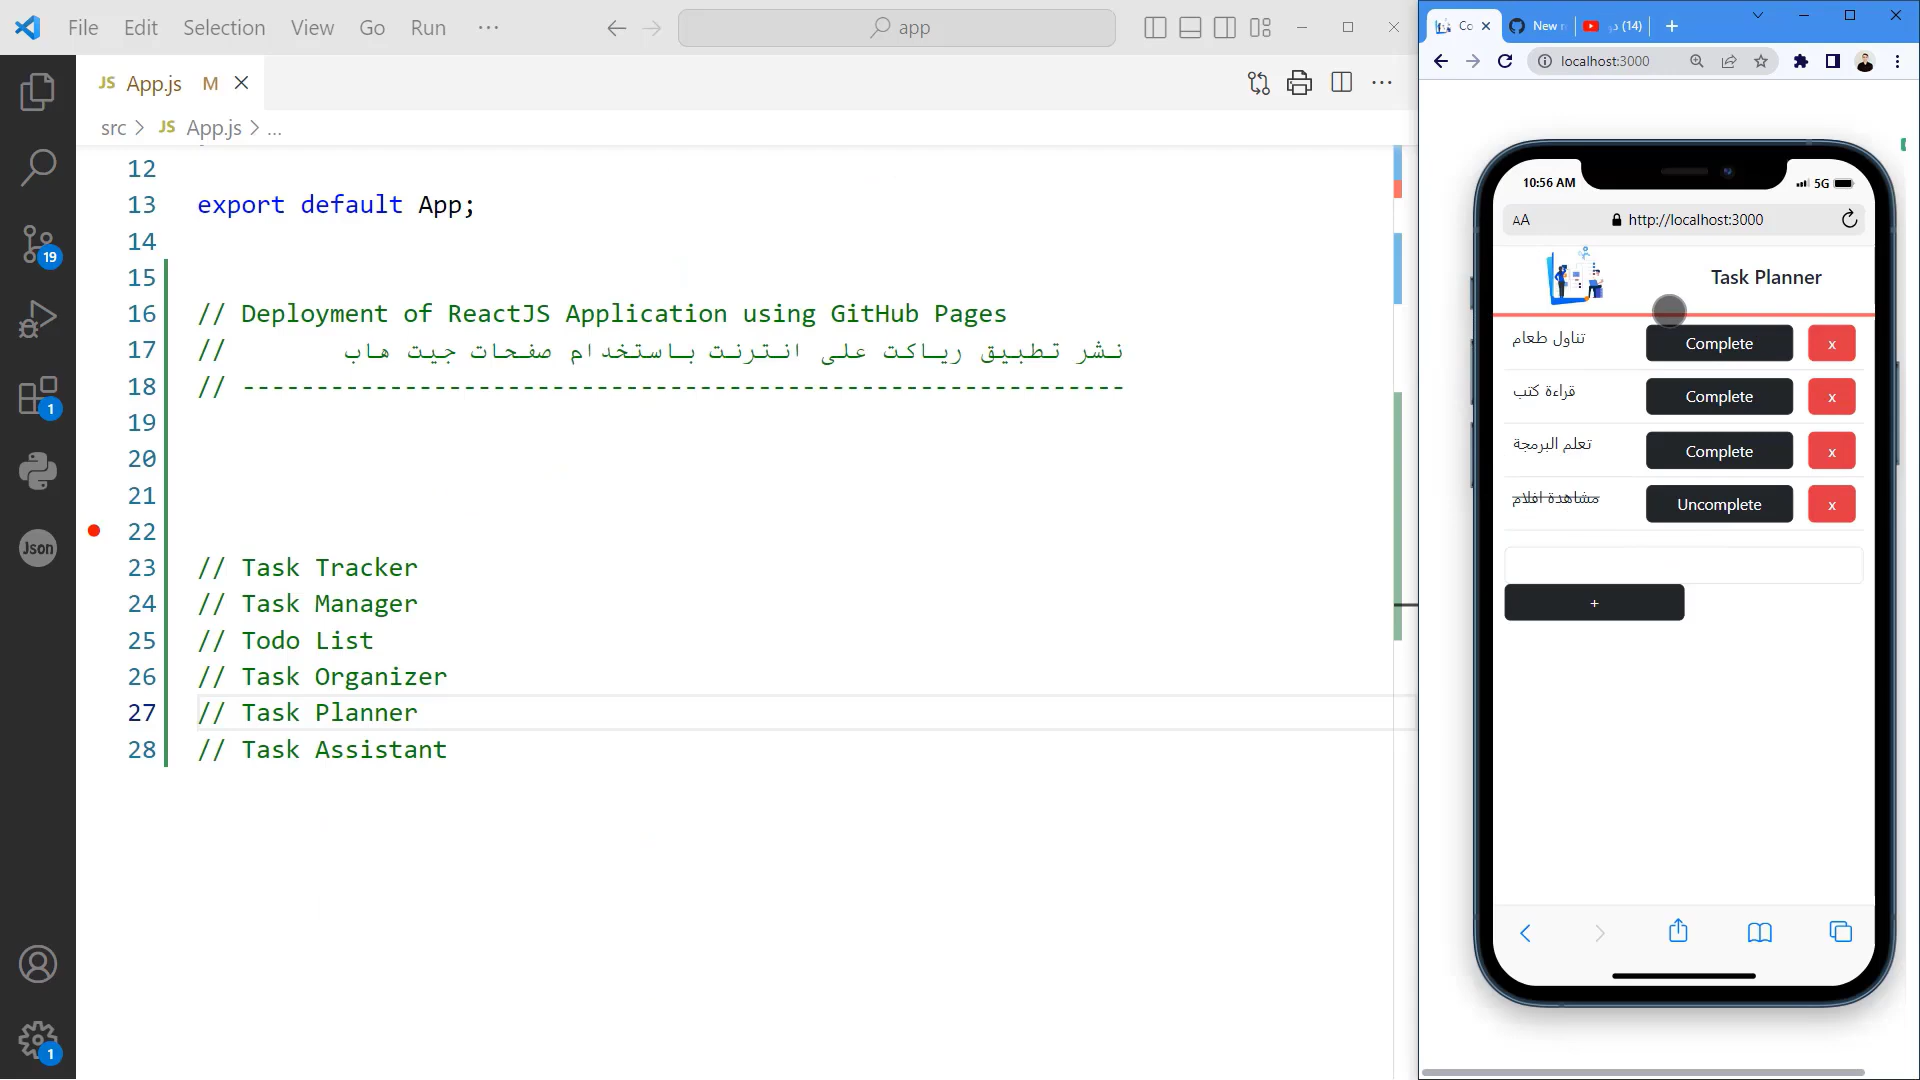 File Edit Selection View Go Run ···
app
JS App.js M
src > JS App.js > ...
12
13 export default App;
14
15
16 // Deployment of ReactJS Application using GitHub Pages
17 // نشر تطبيق رياكت على انترنت باستخدام صفحات جيت هاب
18 // ------------------------------------------------------------
19
20
21
22
23 // Task Tracker
24 // Task Manager
25 // Todo List
26 // Task Organizer
27 // Task Planner
28 // Task Assistant
19
1
Json
1
Co
New
(14)
localhost:3000
10:56 AM
5G
AA
http://localhost:3000
Task Planner
تناول طعام Complete x
قراءة كتب Complete x
تعلم البرمجة Complete x
مشاهدة افلام Uncomplete x
+